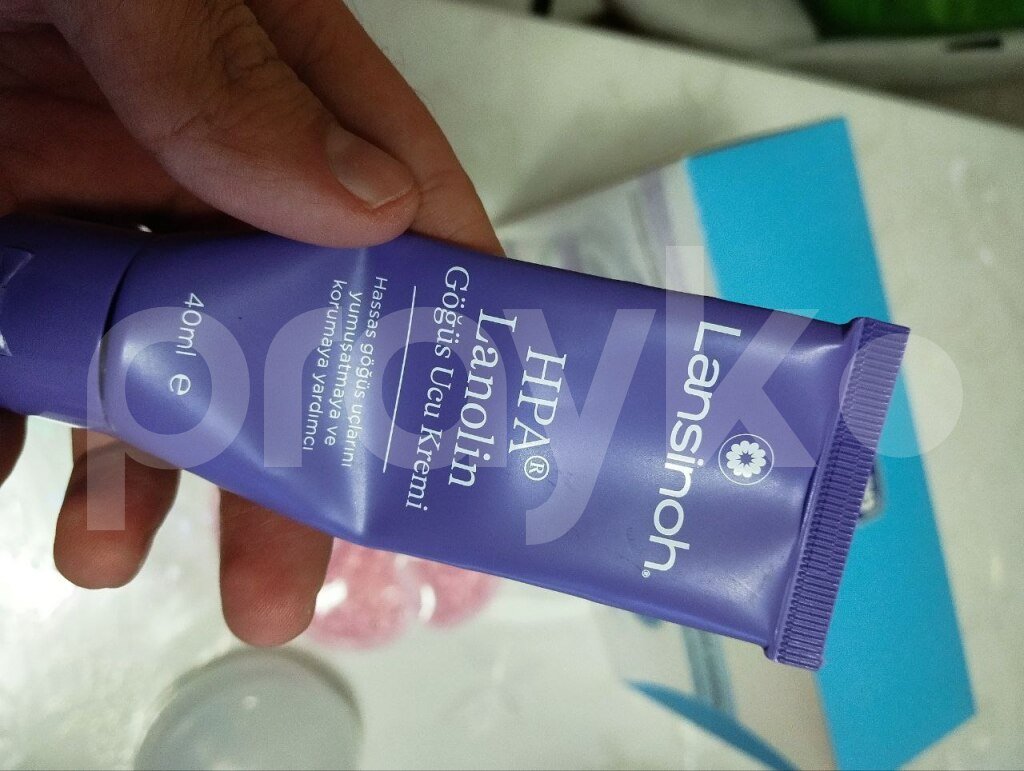 Lansinoh®
HPA®
Lanolin
Göğüs Ucu Kremi
Hassas göğüs uçlarını
yumuşatmaya ve
korumaya yardımcı
40ml e